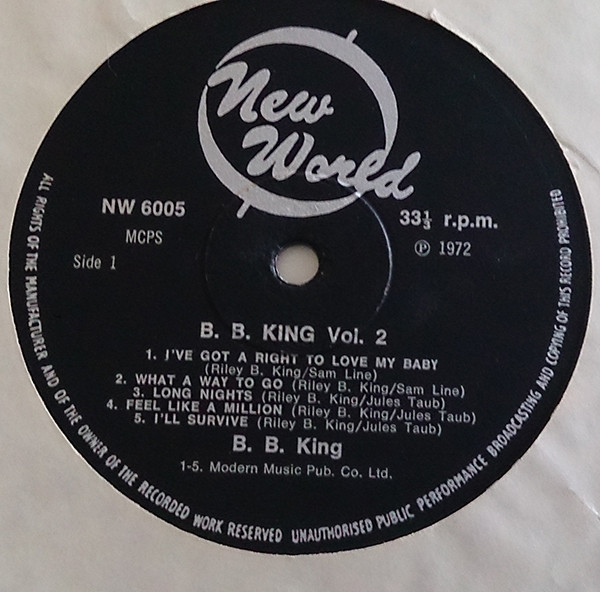 New
World
NW 6005
33⅓ r.p.m.
MCPS
℗ 1972
Side 1
B. B. KING Vol. 2
1. I'VE GOT A RIGHT TO LOVE MY BABY
(Riley B. King/Sam Line)
2. WHAT A WAY TO GO (Riley B. King/Sam Line)
3. LONG NIGHTS (Riley B. King/Jules Taub)
4. FEEL LIKE A MILLION (Riley B. King/Jules Taub)
5. I'LL SURVIVE (Riley B. King/Jules Taub)
B. B. King
1-5. Modern Music Pub. Co. Ltd.
ALL RIGHTS OF THE MANUFACTURER AND OF THE OWNER OF THE RECORDED WORK RESERVED UNAUTHORISED PUBLIC PERFORMANCE BROADCASTING AND COPYING OF THIS RECORD PROHIBITED